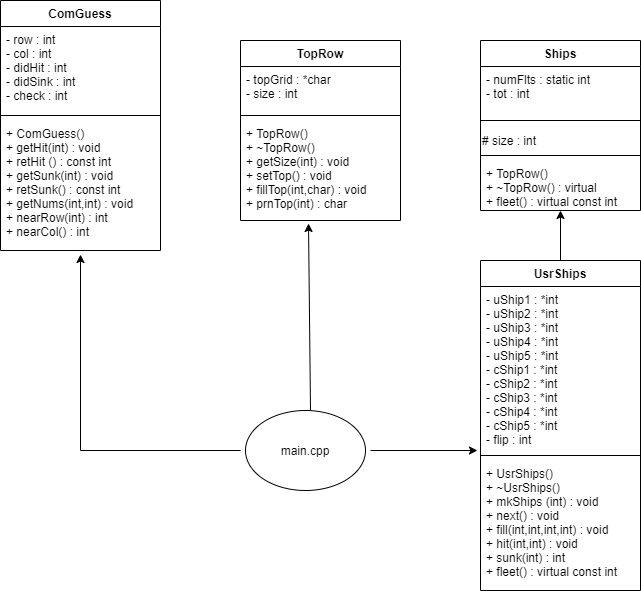 ComGuess
- row : int
- col : int
- didHit : int
- didSink : int
- check : int
+ ComGuess()
+ getHit(int) : void
+ retHit () : const int
+ getSunk(int) : void
+ retSunk() : const int
+ getNums(int,int) : void
+ nearRow(int) : int
+ nearCol() : int
TopRow
- topGrid : *char
- size : int
+ TopRow()
+ ~TopRow()
+ getSize(int) : void
+ setTop() : void
+ fillTop(int,char) : void
+ prnTop(int) : char
Ships
- numFlts : static int
- tot : int
# size : int
+ TopRow()
+ ~TopRow() : virtual
+ fleet() : virtual const int
UsrShips
- uShip1 : *int
- uShip2 : *int
- uShip3 : *int
- uShip4 : *int
- uShip5 : *int
- cShip1 : *int
- cShip2 : *int
- cShip3 : *int
- cShip4 : *int
- cShip5 : *int
- flip : int
+ UsrShips()
+ ~UsrShips()
+ mkShips (int) : void
+ next() : void
+ fill(int,int,int,int) : void
+ hit(int,int) : void
+ sunk(int) : int
+ fleet() : virtual const int
main.cpp